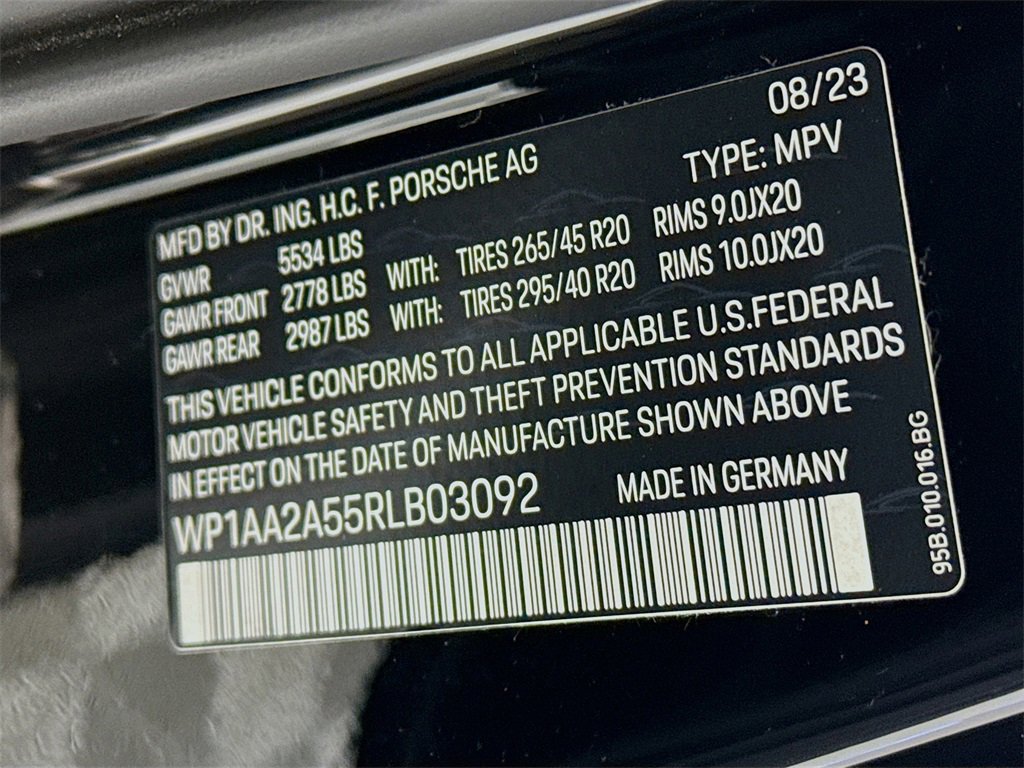 08/23
MFD BY DR. ING. H.C. F. PORSCHE AG TYPE: MPV
GVWR 5534 LBS
GAWR FRONT 2778 LBS WITH: TIRES 265/45 R20 RIMS 9.0JX20
GAWR REAR 2987 LBS WITH: TIRES 295/40 R20 RIMS 10.0JX20
THIS VEHICLE CONFORMS TO ALL APPLICABLE U.S.FEDERAL
MOTOR VEHICLE SAFETY AND THEFT PREVENTION STANDARDS
IN EFFECT ON THE DATE OF MANUFACTURE SHOWN ABOVE
WP1AA2A55RLB03092 MADE IN GERMANY
95B.010.016.BG